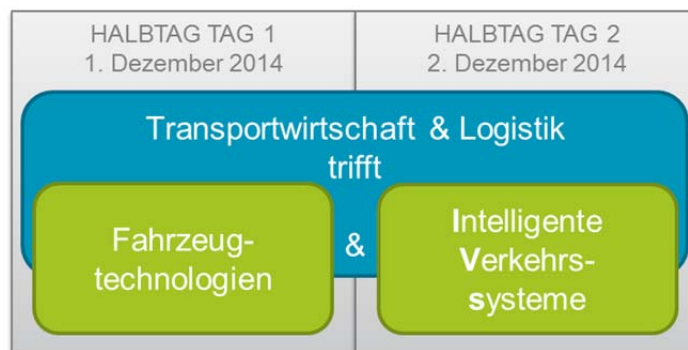 HALBTAG TAG 1
1. Dezember 2014
HALBTAG TAG 2
2. Dezember 2014
Transportwirtschaft & Logistik
trifft
Fahrzeug-
technologien
&
Intelligente
Verkehrs-
systeme